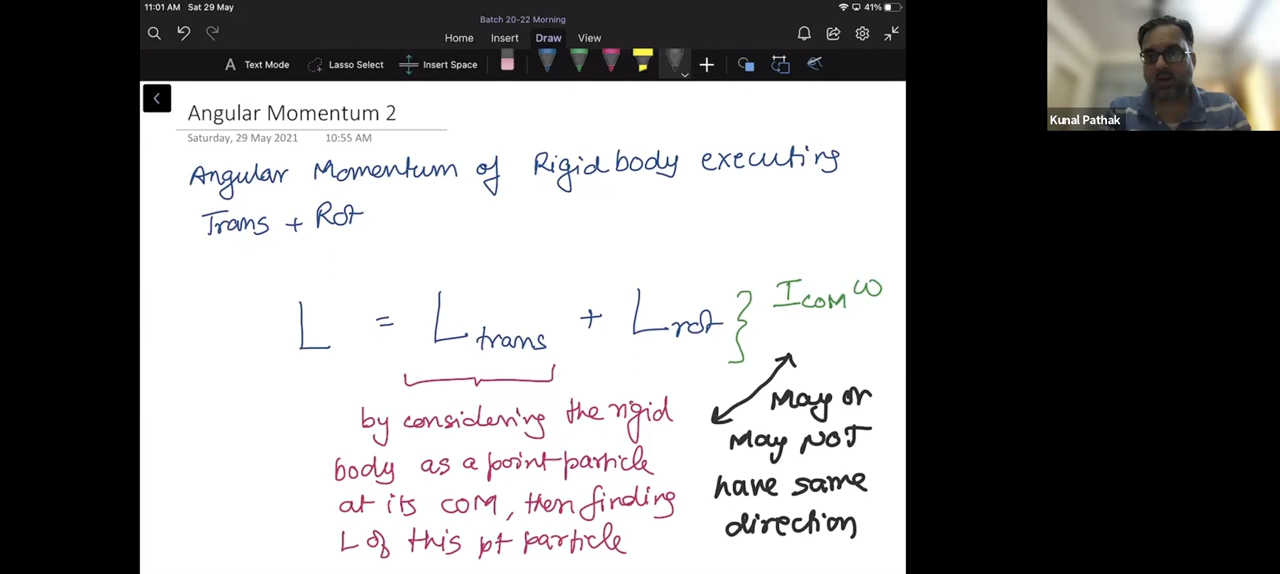 11:01 AM Sat 29 May
41%
Batch 20-22 Morning
Home Insert Draw View
Text Mode Lasso Select Insert Space
Angular Momentum 2
Saturday, 29 May 2021 10:55 AM
Angular Momentum of Rigid body executing
Trans + Rot
L = L trans + L rot } I COM ω
by considering the rigid
body as a point particle
at its COM, then finding
L of this pt particle
May or
May NOT
have same
direction
Kunal Pathak